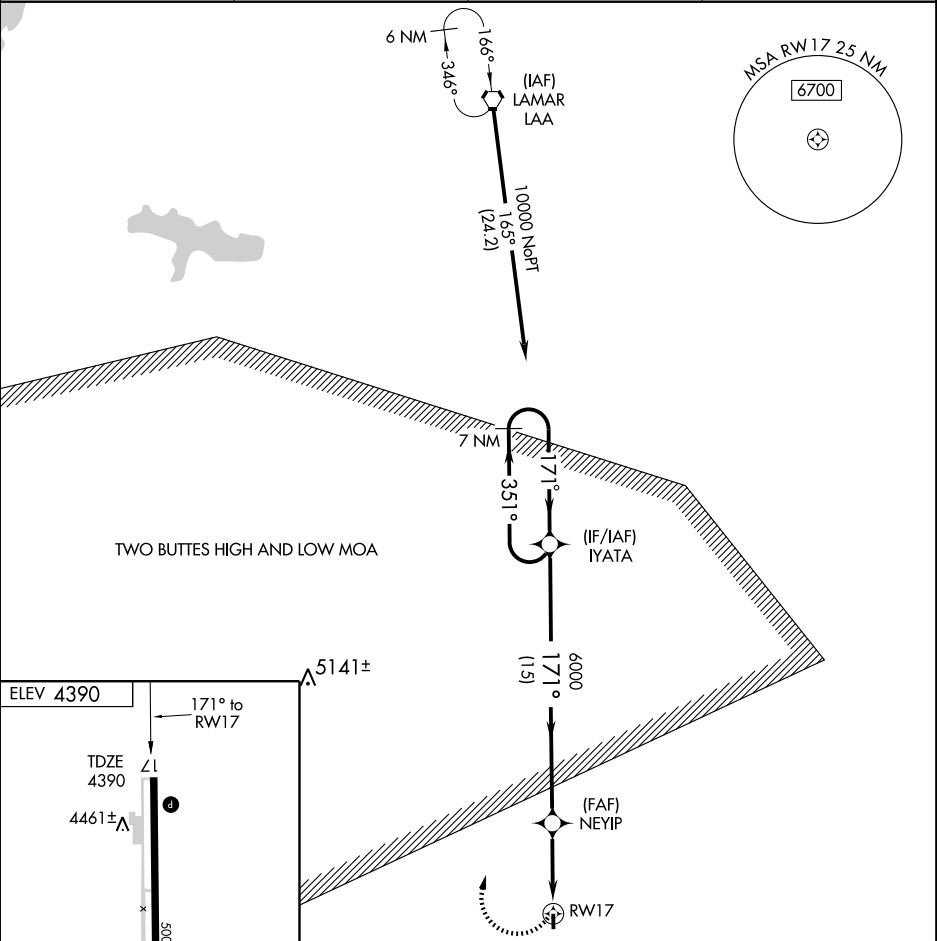 6 NM
166°
346°
(IAF)
LAMAR
LAA
MSA RW17 25 NM
6700
10000 NoPT
165°
(24.2)
7 NM
171°
351°
(IF/IAF)
IYATA
TWO BUTTES HIGH AND LOW MOA
6000
171°
(15)
5141±
ELEV 4390
171° to
RW17
TDZE
4390
17
P
4461±
x
500
(FAF)
NEYIP
RW17